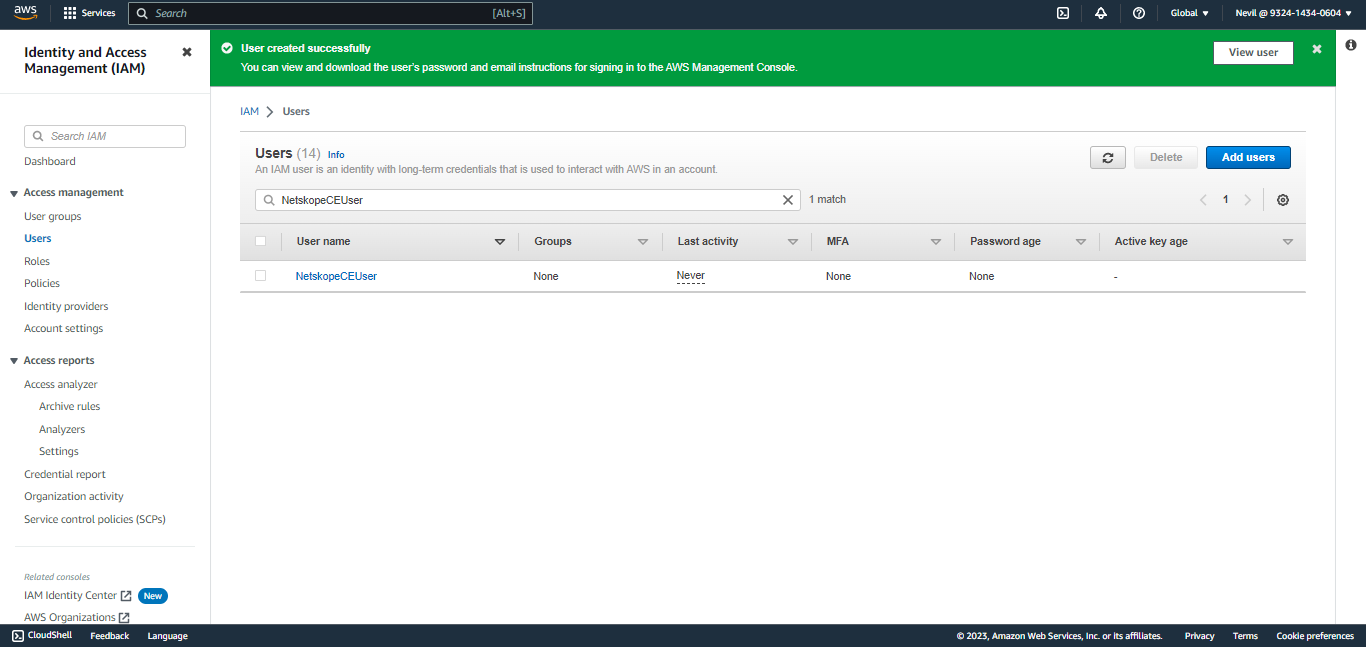 aws
Services
Search
[Alt+S]
Global
Nevil @ 9324-1434-0604
Identity and Access
Management (IAM)
Search IAM
Dashboard
Access management
User groups
Users
Roles
Policies
Identity providers
Account settings
Access reports
Access analyzer
Archive rules
Analyzers
Settings
Credential report
Organization activity
Service control policies (SCPs)
Related consoles
IAM Identity Center New
AWS Organizations
User created successfully
You can view and download the user's password and email instructions for signing in to the AWS Management Console.
View user
IAM Users
Users (14) Info
An IAM user is an identity with long-term credentials that is used to interact with AWS in an account.
Delete
Add users
NetskopeCEUser
1 match
1
User name Groups Last activity MFA Password age Active key age
NetskopeCEUser None Never None None -
CloudShell Feedback Language
© 2023, Amazon Web Services, Inc. or its affiliates. Privacy Terms Cookie preferences